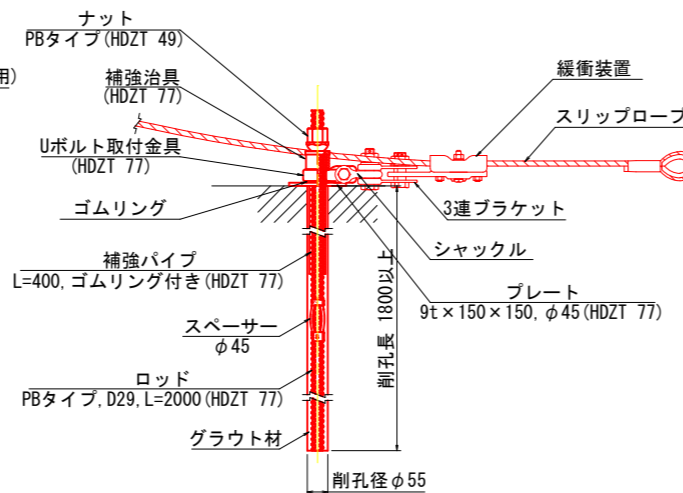 ナット
PBタイプ(HDZT 49)
用)
補強治具
(HDZT 77)
緩衝装置
スリップロープ
Uボルト取付金具
(HDZT 77)
ゴムリング
3連ブラケット
シャックル
補強パイプ
L=400,ゴムリング付き(HDZT 77)
プレート
9t×150×150, φ45(HDZT 77)
スペーサー
φ45
削孔長 1800以上
ロッド
PBタイプ, D29, L=2000(HDZT 77)
グラウト材
削孔径φ55